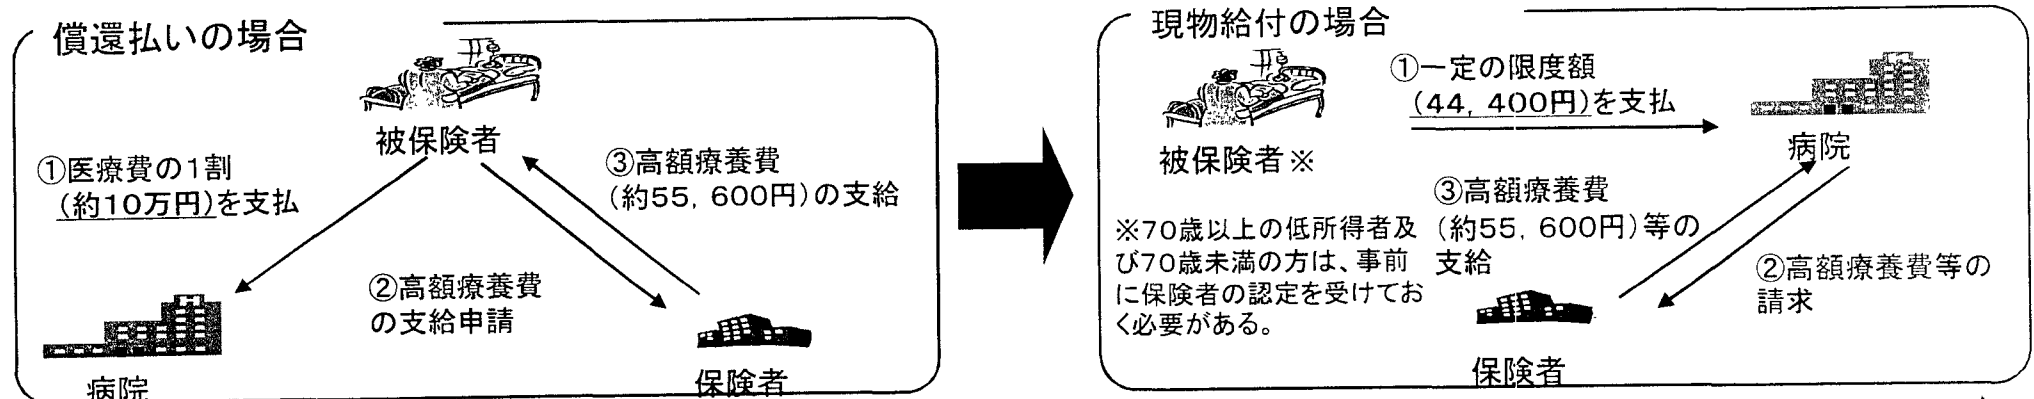 償還払いの場合
被保険者
①医療費の1割
(約10万円)を支払
③高額療養費
(約55,600円)の支給
②高額療養費
の支給申請
病院
保険者
現物給付の場合
①一定の限度額
(44,400円)を支払
被保険者※
病院
③高額療養費
(約55,600円)等の
支給
※70歳以上の低所得者及
び70歳未満の方は、事前
に保険者の認定を受けてお
く必要がある。
②高額療養費等の
請求
保険者